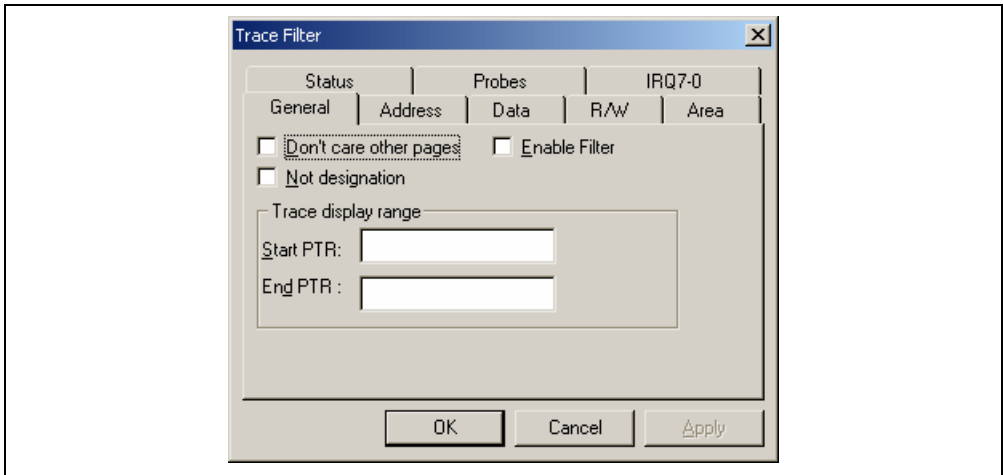 Trace Filter
Status Probes IRQ7-0
General Address Data R/W Area
Don't care other pages Enable Filter
Not designation
Trace display range
Start PTR:
End PTR :
OK Cancel Apply